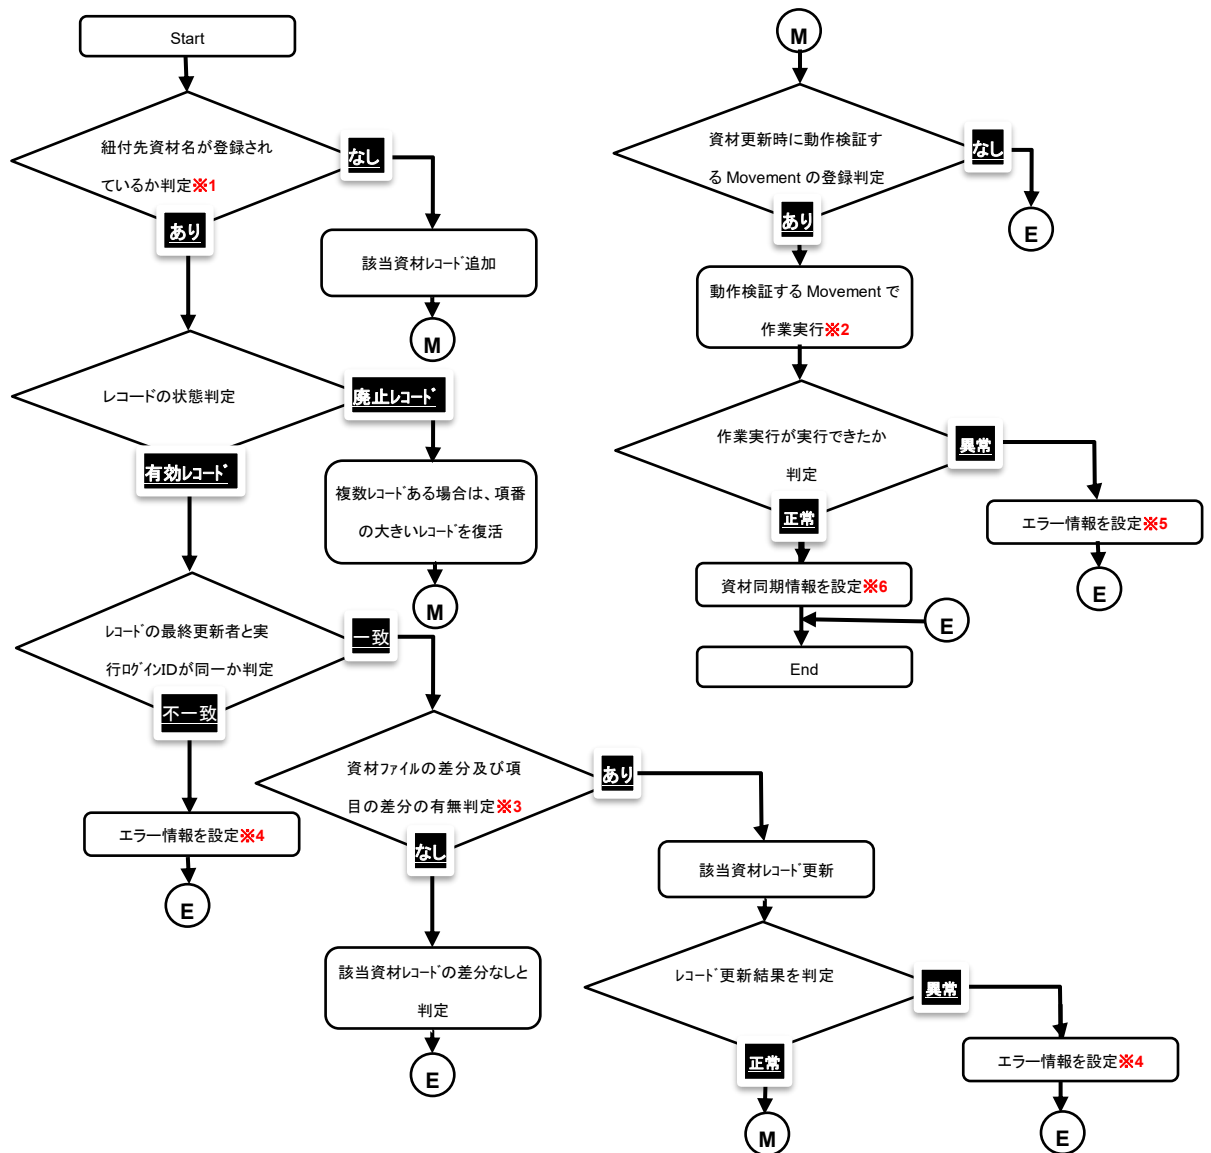 Start
紐付先資材名が登録され
ているか判定※1
なし
あり
該当資材ﾚｺｰﾄﾞ追加
M
レコードの状態判定
廃止ﾚｺｰﾄﾞ
有効ﾚｺｰﾄﾞ
複数ﾚｺｰﾄﾞある場合は、項番
の大きいﾚｺｰﾄﾞを復活
M
ﾚｺｰﾄﾞの最終更新者と実
行ﾛｸﾞｲﾝIDが同一か判定
一致
不一致
エラー情報を設定※4
E
資材ﾌｧｲﾙの差分及び項
目の差分の有無判定※3
あり
なし
該当資材ﾚｺｰﾄﾞの差分なしと
判定
E
該当資材ﾚｺｰﾄﾞ更新
ﾚｺｰﾄﾞ更新結果を判定
異常
正常
エラー情報を設定※4
M
E
M
資材更新時に動作検証す
る Movement の登録判定
なし
あり
E
動作検証する Movement で
作業実行※2
作業実行が実行できたか
判定
異常
正常
エラー情報を設定※5
E
資材同期情報を設定※6
E
End